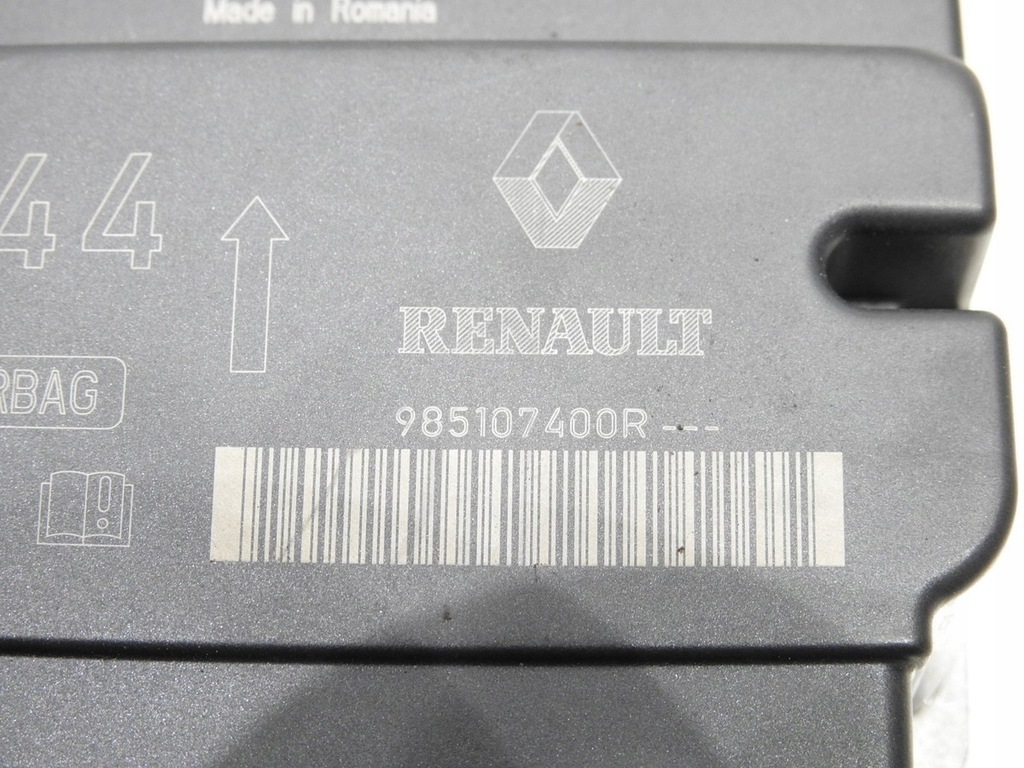 Made in Romania
44
RENAULT
RBAG
985107400R---